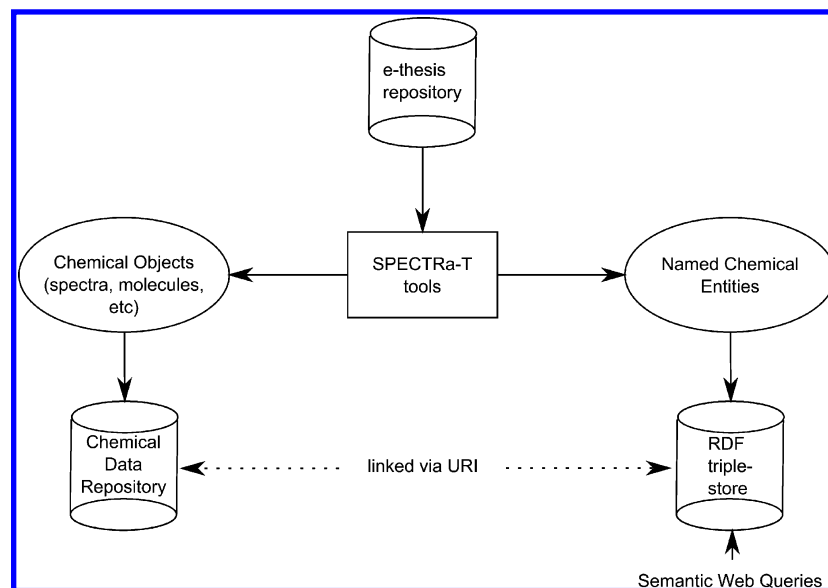 e-thesis
repository
Chemical Objects
(spectra, molecules,
etc)
SPECTRa-T
tools
Named Chemical
Entities
Chemical
Data
Repository
linked via URI
RDF
triple-
store
Semantic Web Queries